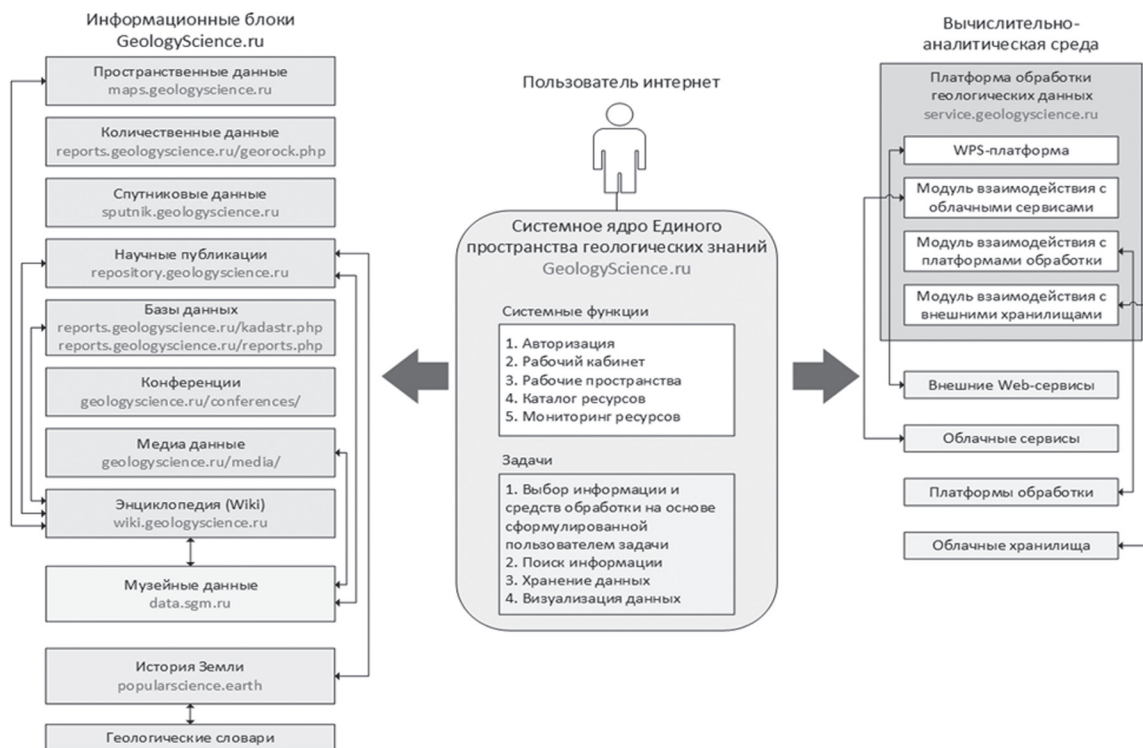 Информационные блоки
GeologyScience.ru
Пространственные данные
maps.geologyscience.ru
Количественные данные
reports.geologyscience.ru/georock.php
Спутниковые данные
sputnik.geologyscience.ru
Научные публикации
repository.geologyscience.ru
Базы данных
reports.geologyscience.ru/kadastr.php
reports.geologyscience.ru/reports.php
Конференции
geologyscience.ru/conferences/
Медиа данные
geologyscience.ru/media/
Энциклопедия (Wiki)
wiki.geologyscience.ru
Музейные данные
data.sgm.ru
История Земли
popularscience.earth
Геологические словари
Пользователь интернет
Системное ядро Единого
пространства геологических знаний
GeologyScience.ru
Системные функции
1. Авторизация
2. Рабочий кабинет
3. Рабочие пространства
4. Каталог ресурсов
5. Мониторинг ресурсов
Задачи
1. Выбор информации и
средств обработки на основе
сформулированной
пользователем задачи
2. Поиск информации
3. Хранение данных
4. Визуализация данных
Вычислительно-
аналитическая среда
Платформа обработки
геологических данных
service.geologyscience.ru
WPS-платформа
Модуль взаимодействия с
облачными сервисами
Модуль взаимодействия с
платформами обработки
Модуль взаимодействия с
внешними хранилищами
Внешние Web-сервисы
Облачные сервисы
Платформы обработки
Облачные хранилища